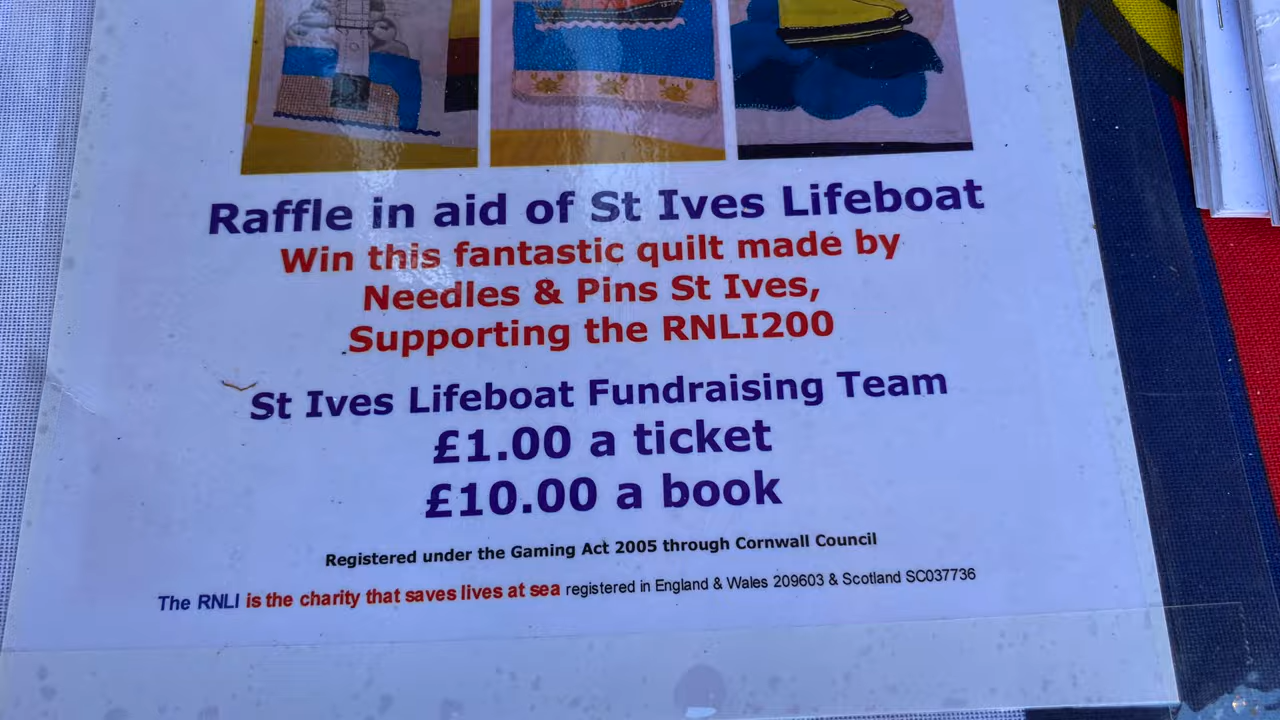 Raffle in aid of St Ives Lifeboat
Win this fantastic quilt made by
Needles & Pins St Ives,
Supporting the RNLI200
St Ives Lifeboat Fundraising Team
£1.00 a ticket
£10.00 a book
Registered under the Gaming Act 2005 through Cornwall Council
The RNLI is the charity that saves lives at sea registered in England & Wales 209603 & Scotland SC037736